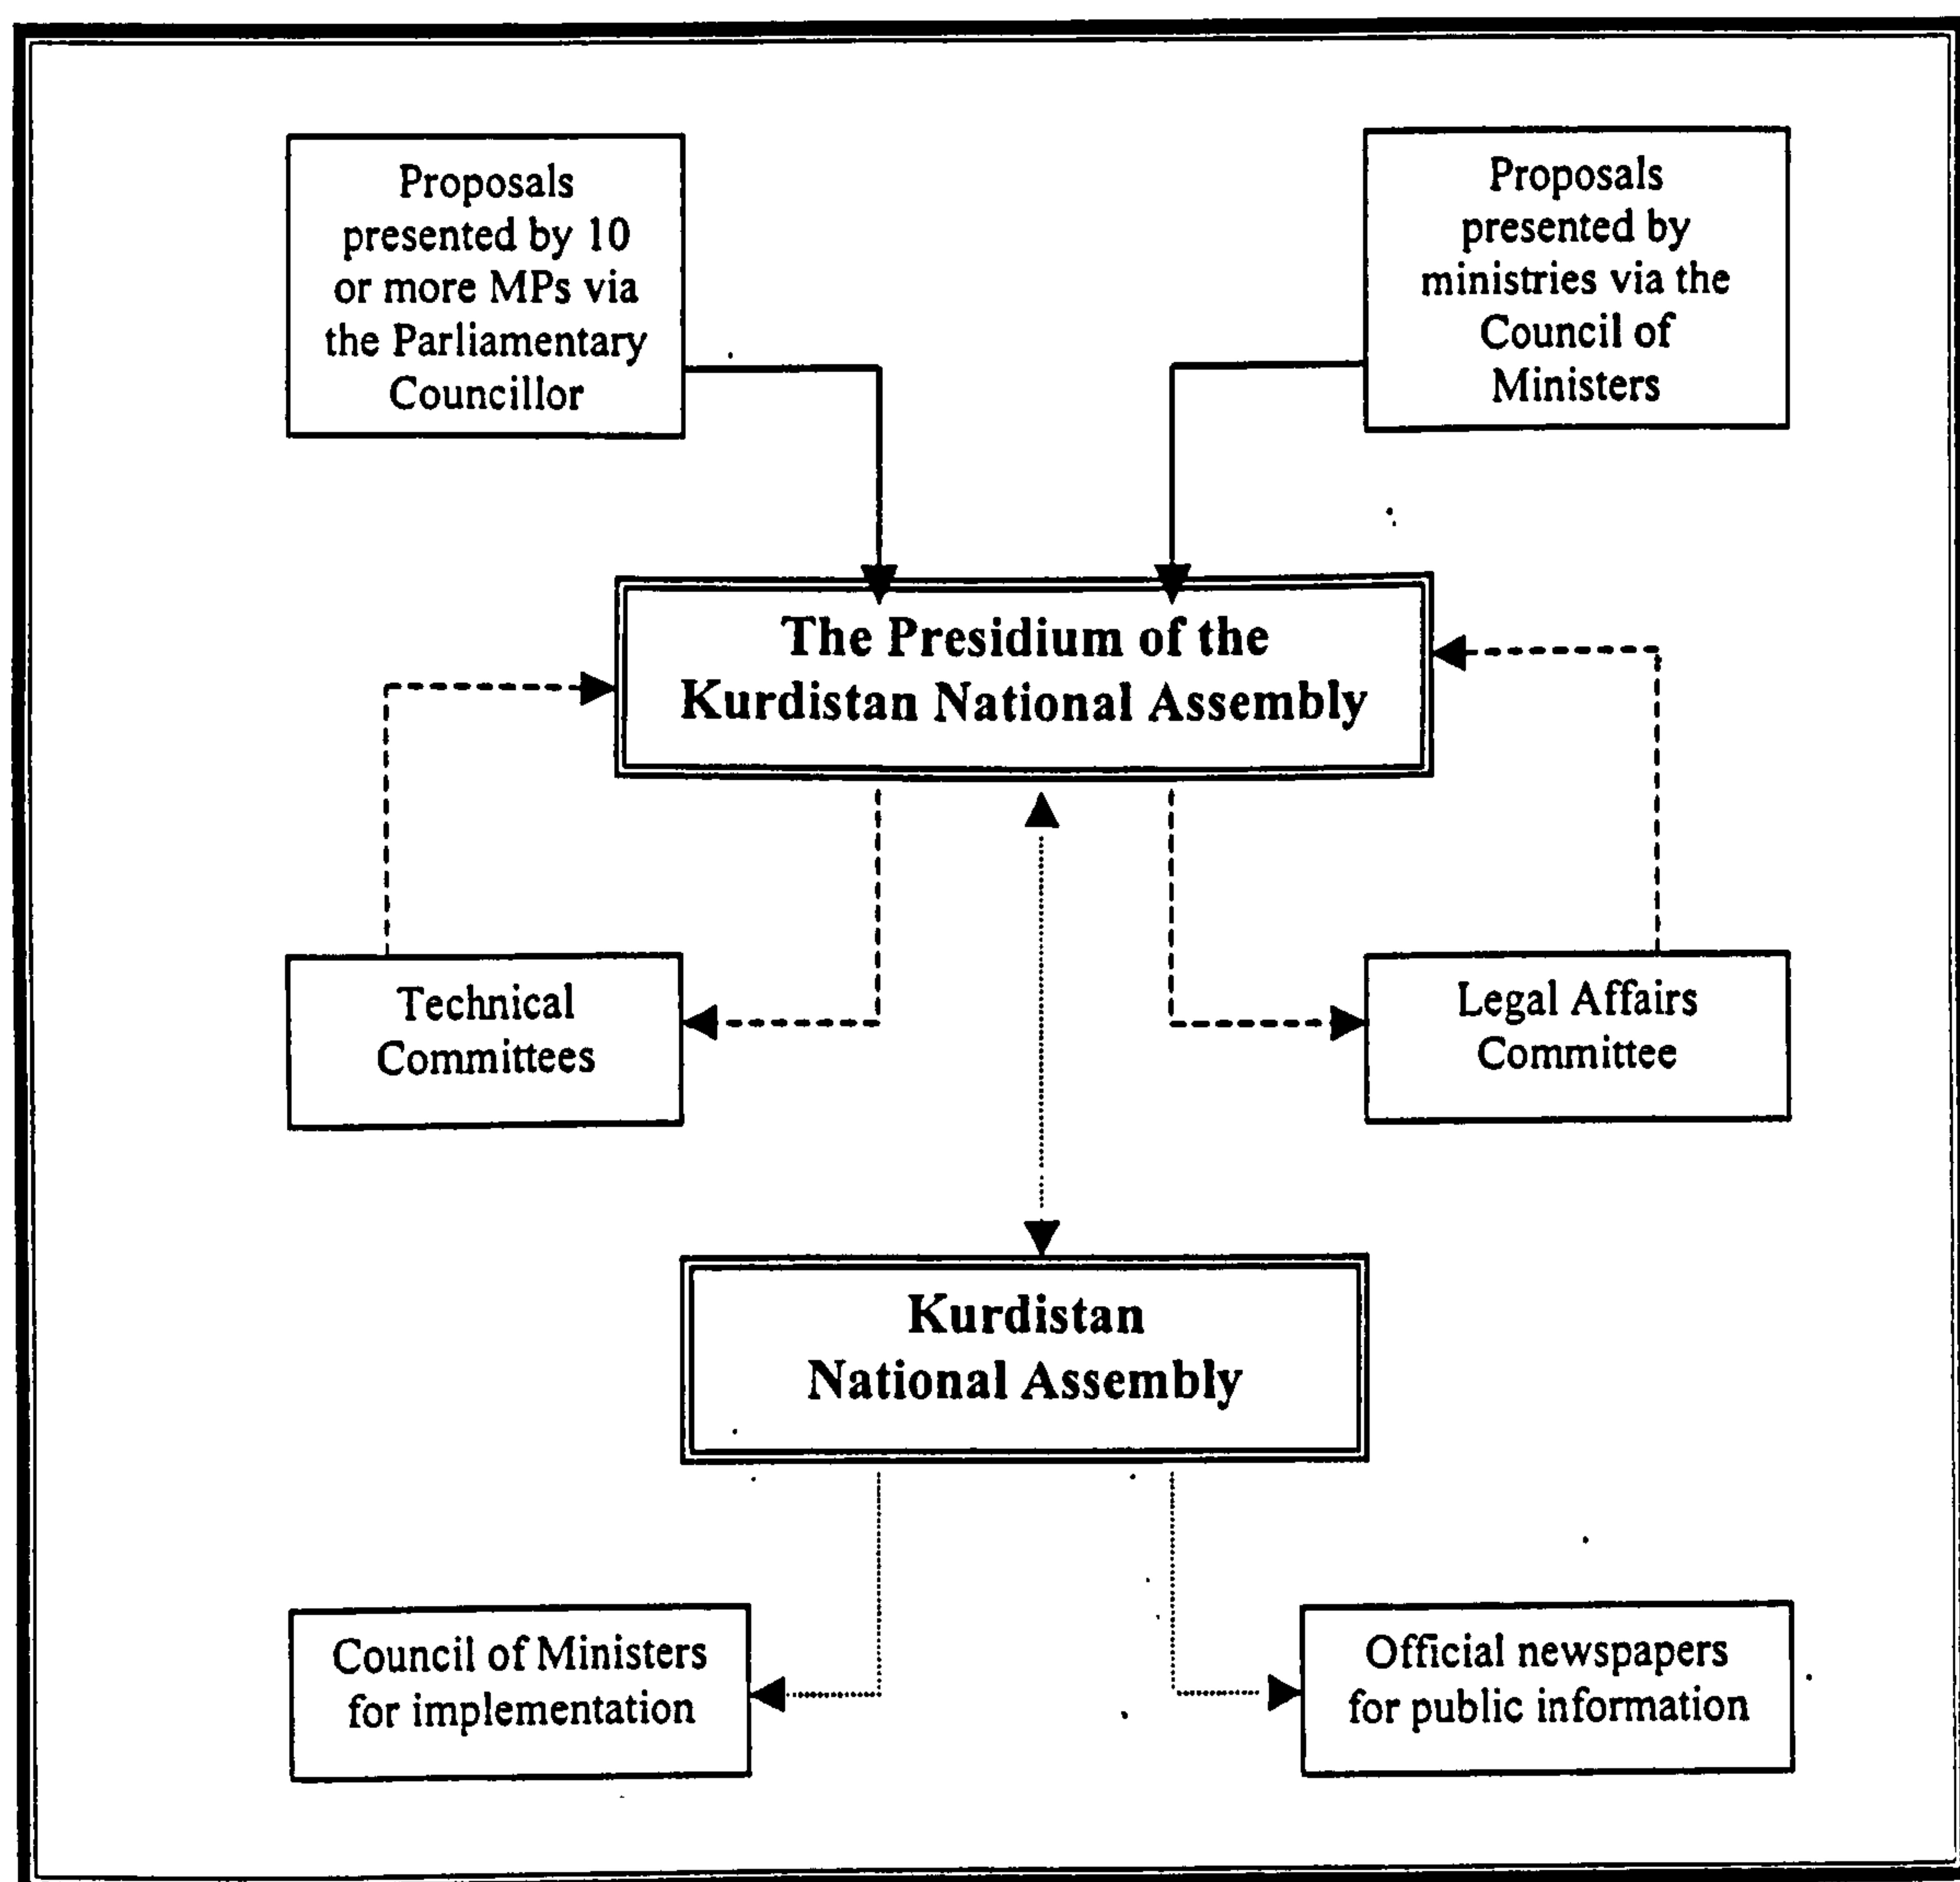 Proposals
presented by 10
or more MPs via
the Parliamentary
Councillor
Proposals
presented by
ministries via the
Council of
Ministers
The Presidium of the
Kurdistan National Assembly
Technical
Committees
Legal Affairs
Committee
Kurdistan
National Assembly
Council of Ministers
for implementation
Official newspapers
for public information